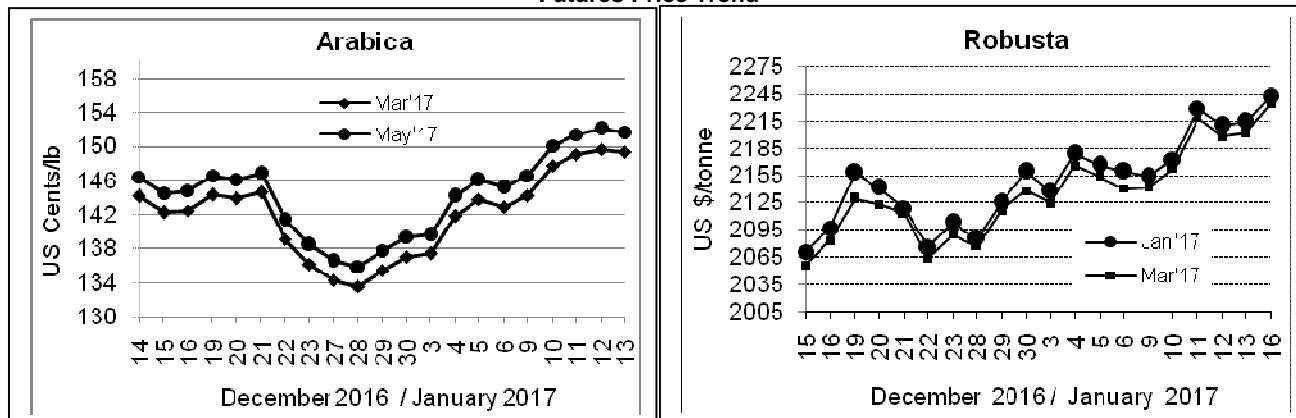 Futures Price Trend
Arabica
158
154
150
146
142
138
134
130
US Cents/lb
Mar'17
May'17
14 15 16 19 20 21 22 23 27 28 29 30 3 4 5 6 9 10 11 12 13
December 2016 / January 2017
Robusta
2275
2245
2215
2185
2155
2125
2095
2065
2035
2005
US $/tonne
Jan'17
Mar'17
15 16 19 20 21 22 23 28 29 30 3 4 5 6 9 10 11 12 13 16
December 2016 / January 2017